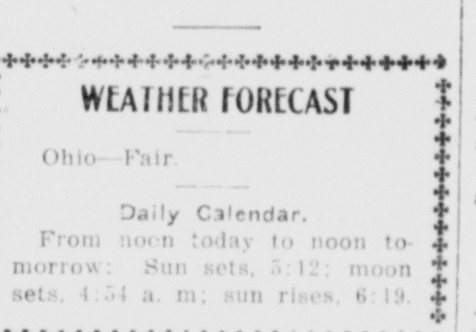 WEATHER FORECAST
Ohio—Fair.
Daily Calendar.
From noon today to noon to-
morrow: Sun sets, 5:12; moon
sets, 4:54 a. m; sun rises, 6:19.